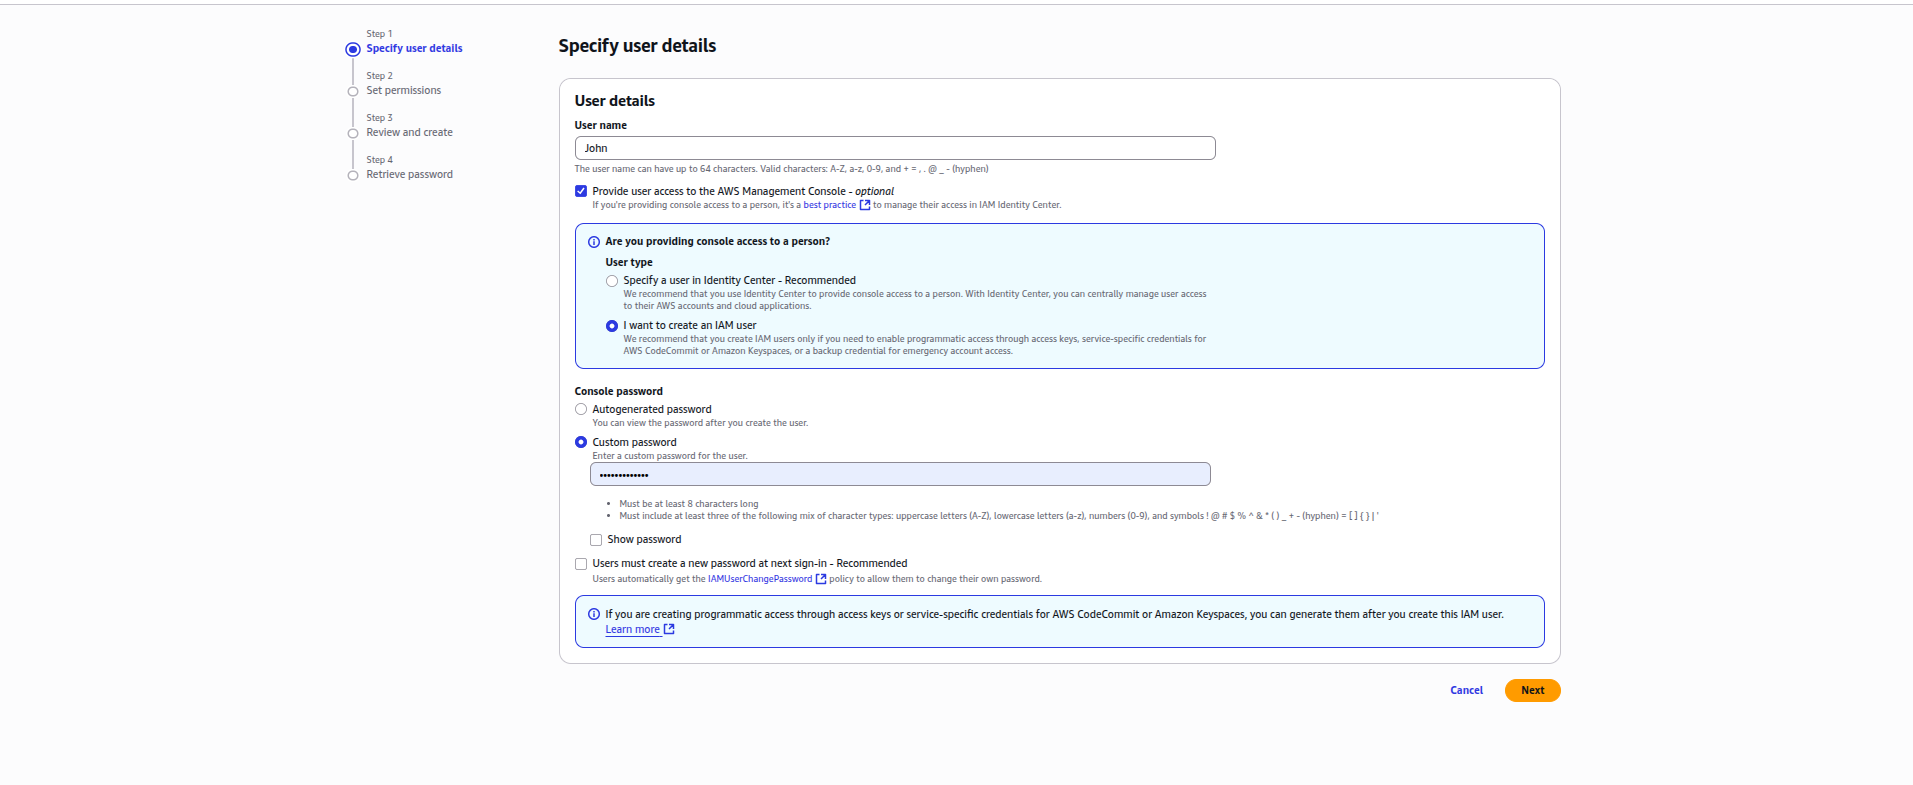 Step 1
Specify user details
Step 2
Set permissions
Step 3
Review and create
Step 4
Retrieve password
Specify user details
User details
User name
John
The user name can have up to 64 characters. Valid characters: A-Z, a-z, 0-9, and + = , . @ _ - (hyphen)
Provide user access to the AWS Management Console - optional
If you're providing console access to a person, it's a best practice to manage their access in IAM Identity Center.
Are you providing console access to a person?
User type
Specify a user in Identity Center - Recommended
We recommend that you use Identity Center to provide console access to a person. With Identity Center, you can centrally manage user access
to their AWS accounts and cloud applications.
I want to create an IAM user
We recommend that you create IAM users only if you need to enable programmatic access through access keys, service-specific credentials for
AWS CodeCommit or Amazon Keyspaces, or a backup credential for emergency account access.
Console password
Autogenerated password
You can view the password after you create the user.
Custom password
Enter a custom password for the user.
•••••••••••••
• Must be at least 8 characters long
• Must include at least three of the following mix of character types: uppercase letters (A-Z), lowercase letters (a-z), numbers (0-9), and symbols ! @ # $ % ^ & * ( ) _ + - (hyphen) = [ ] { } | '
Show password
Users must create a new password at next sign-in - Recommended
Users automatically get the IAMUserChangePassword policy to allow them to change their own password.
If you are creating programmatic access through access keys or service-specific credentials for AWS CodeCommit or Amazon Keyspaces, you can generate them after you create this IAM user.
Learn more
Cancel
Next